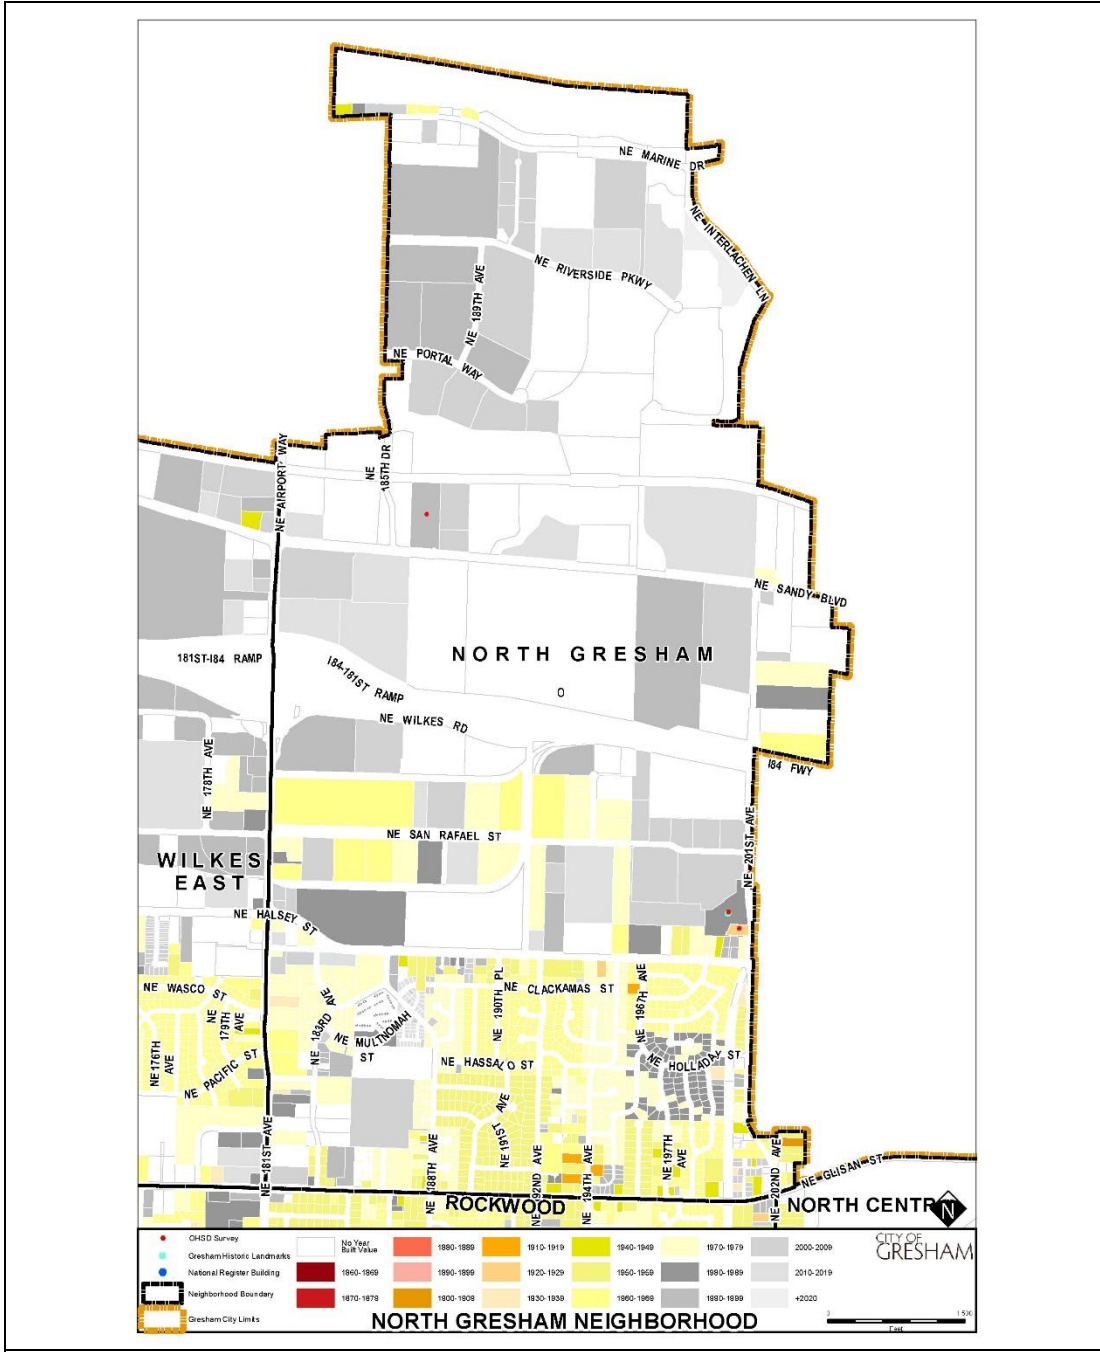 NE MARINE DR
NE INTERLACHEN LN
NE RIVERSIDE PKWY
NE 189TH AVE
NE PORTAL WAY
NE AIRPORT WAY
NE
185TH DR
NE SANDY BLVD
NORTH GRESHAM
181ST-I84 RAMP
I84-181ST RAMP
NE WILKES RD
NE 178TH AVE
I84 FWY
NE SAN RAFAEL ST
NE 201ST AVE
WILKES
EAST
NE HALSEY ST
NE WASCO ST
NE 190TH PL
NE CLACKAMAS ST
NE 196TH AVE
NE
179TH
AVE
NE 183RD AVE
NE MULTNOMAH
ST
NE 176TH
AVE
NE PACIFIC ST
NE HASSALO ST
NE HOLLADAY ST
NE 181ST AVE
NE 188TH AVE
NE 191ST AVE
NE 192ND AVE
NE 194TH AVE
NE 197TH
AVE
NE 202ND AVE
NE GLISAN ST
ROCKWOOD
NORTH CENTR
N
OHSD Survey
Gresham Historic Landmarks
National Register Building
Neighborhood Boundary
Gresham City Limits
No Year
Built Value
1860-1869
1870-1879
1880-1889
1890-1899
1900-1909
1910-1919
1920-1929
1930-1939
1940-1949
1950-1959
1960-1969
1970-1979
1980-1989
1990-1999
2000-2009
2010-2019
+2020
CITY OF
GRESHAM
NORTH GRESHAM NEIGHBORHOOD
0 1,500
Feet